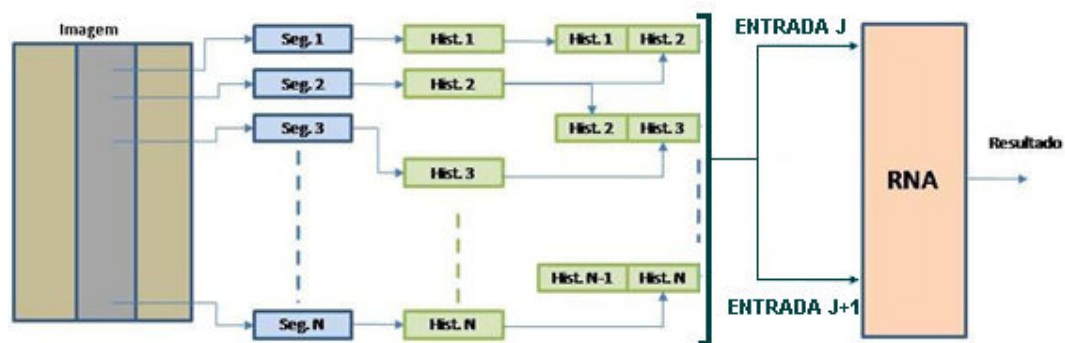 Imagem
Seg. 1
Hist. 1
Hist. 1 Hist. 2
ENTRADA J
Seg. 2
Hist. 2
Seg. 3
Hist. 2 Hist. 3
Hist. 3
Resultado
RNA
Hist. N-1 Hist. N
ENTRADA J+1
Seg. N
Hist. N